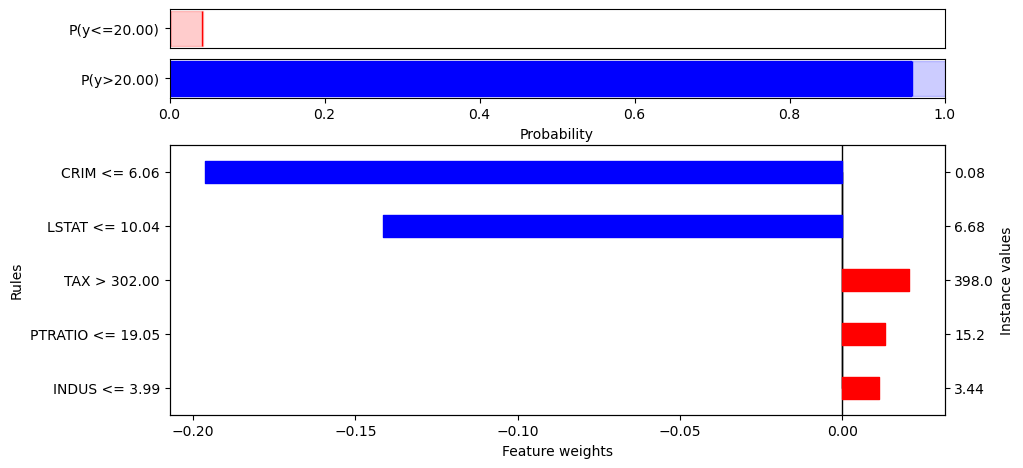 P(y<=20.00)
P(y>20.00)
0.0 0.2 0.4 0.6 0.8 1.0
Probability
CRIM <= 6.06 0.08
LSTAT <= 10.04 6.68
TAX > 302.00 398.0
PTRATIO <= 19.05 15.2
INDUS <= 3.99 3.44
Rules
Instance values
−0.20 −0.15 −0.10 −0.05 0.00
Feature weights